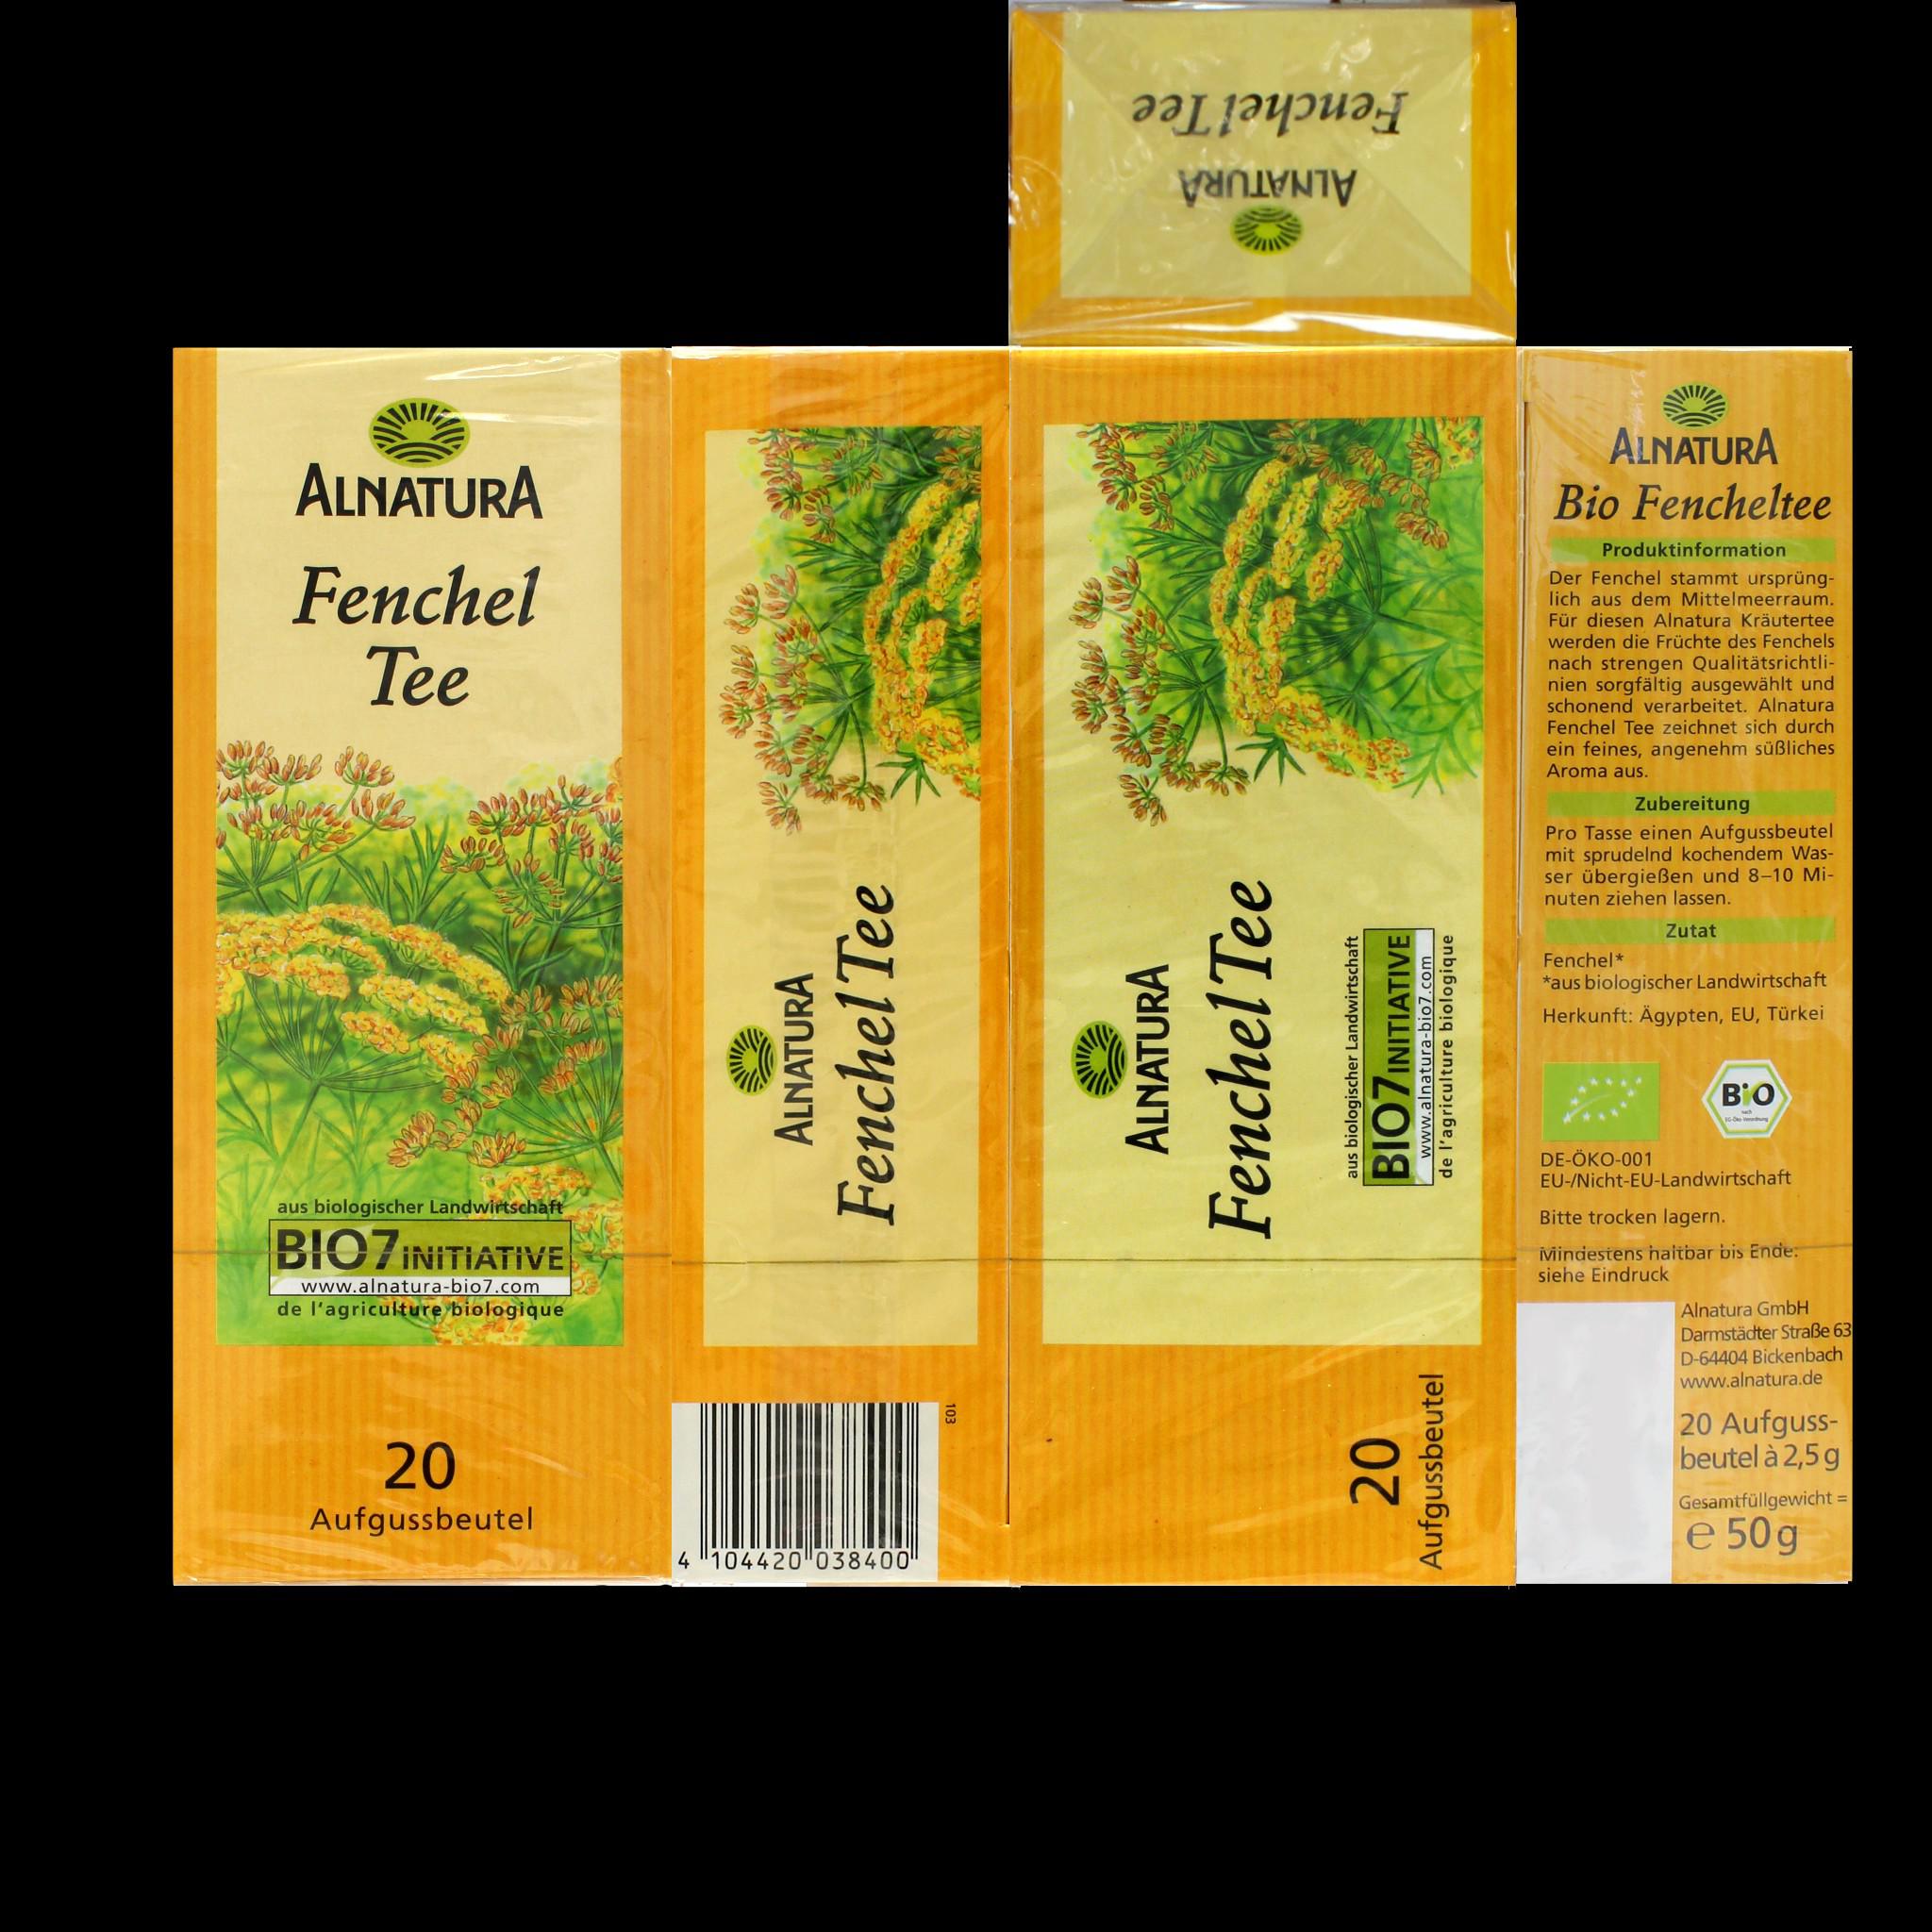 Fenchel Tee
ALNATURA
ALNATURA
Fenchel
Tee
aus biologischer Landwirtschaft
BIO7 INITIATIVE
www.alnatura-bio7.com
de l'agriculture biologique
20
Aufgussbeutel
ALNATURA
Fenchel Tee
103
4 104420 038400
ALNATURA
Fenchel Tee
aus biologischer Landwirtschaft
BIO7 INITIATIVE
www.alnatura-bio7.com
de l'agriculture biologique
20
Aufgussbeutel
ALNATURA
Bio Fencheltee
Produktinformation
Der Fenchel stammt ursprüng-
lich aus dem Mittelmeerraum.
Für diesen Alnatura Kräutertee
werden die Früchte des Fenchels
nach strengen Qualitätsrichtli-
nien sorgfältig ausgewählt und
schonend verarbeitet. Alnatura
Fenchel Tee zeichnet sich durch
ein feines, angenehm süßliches
Aroma aus.
Zubereitung
Pro Tasse einen Aufgussbeutel
mit sprudelnd kochendem Was-
ser übergießen und 8–10 Mi-
nuten ziehen lassen.
Zutat
Fenchel*
*aus biologischer Landwirtschaft
Herkunft: Ägypten, EU, Türkei
BiO
nach
EG-Öko-Verordnung
DE-ÖKO-001
EU-/Nicht-EU-Landwirtschaft
Bitte trocken lagern.
Mindestens haltbar bis Ende:
siehe Eindruck
Alnatura GmbH
Darmstädter Straße 63
D-64404 Bickenbach
www.alnatura.de
20 Aufguss-
beutel à 2,5 g
Gesamtfüllgewicht =
℮ 50 g